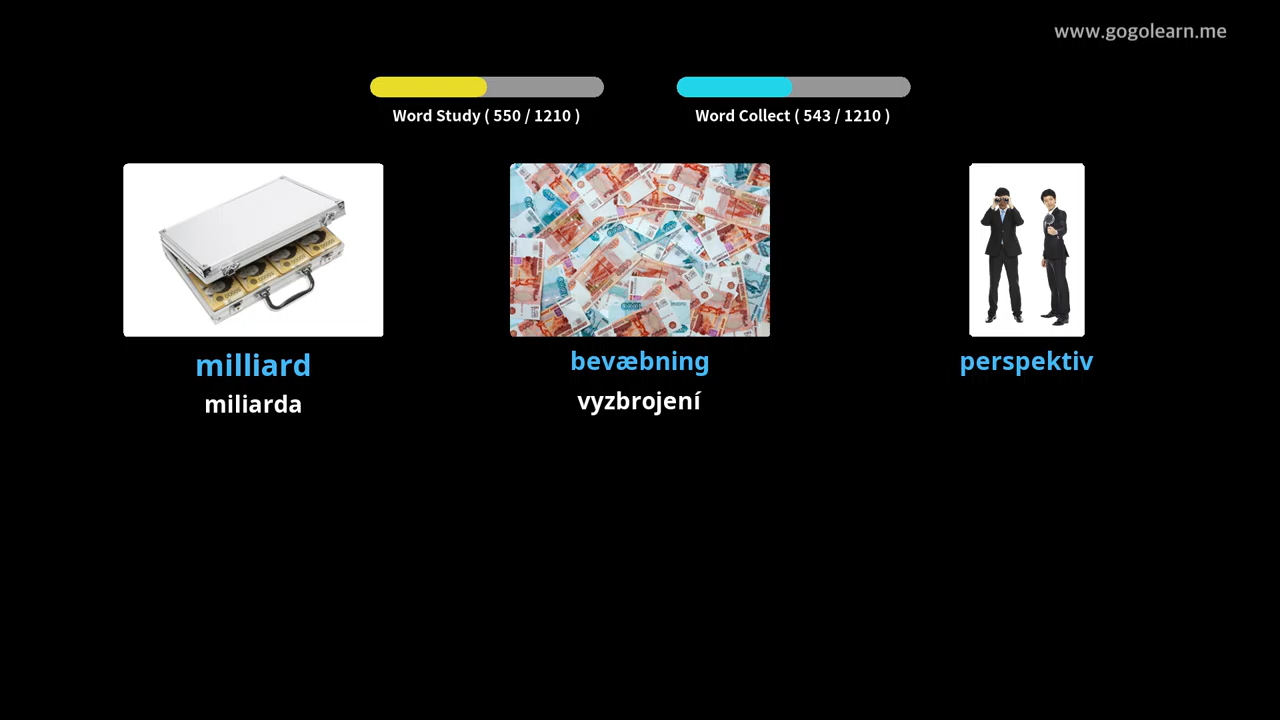 www.gogolearn.me
Word Study ( 550 / 1210 )
Word Collect ( 543 / 1210 )
milliard
bevæbning
perspektiv
miliarda
vyzbrojení